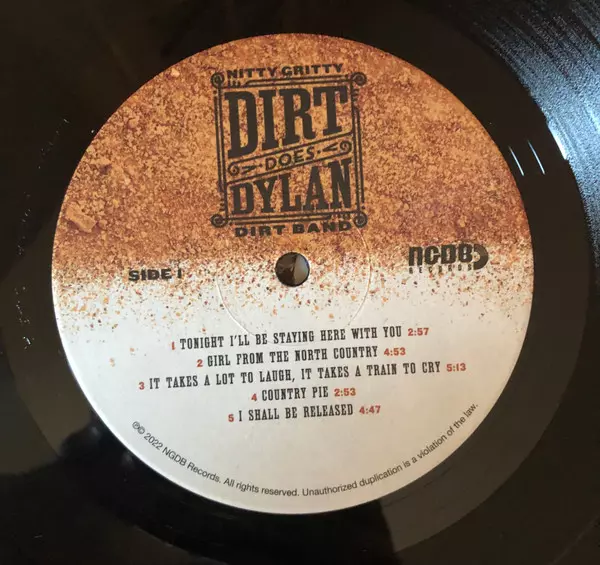 NITTY GRITTY
DIRT
DOES
DYLAN
DIRT BAND
SIDE 1
NGDB
RECORDS
1 TONIGHT I'LL BE STAYING HERE WITH YOU 2:57
2 GIRL FROM THE NORTH COUNTRY 4:53
3 IT TAKES A LOT TO LAUGH, IT TAKES A TRAIN TO CRY 5:13
4 COUNTRY PIE 2:53
5 I SHALL BE RELEASED 4:47
℗© 2022 NGDB Records. All rights reserved. Unauthorized duplication is a violation of the law.